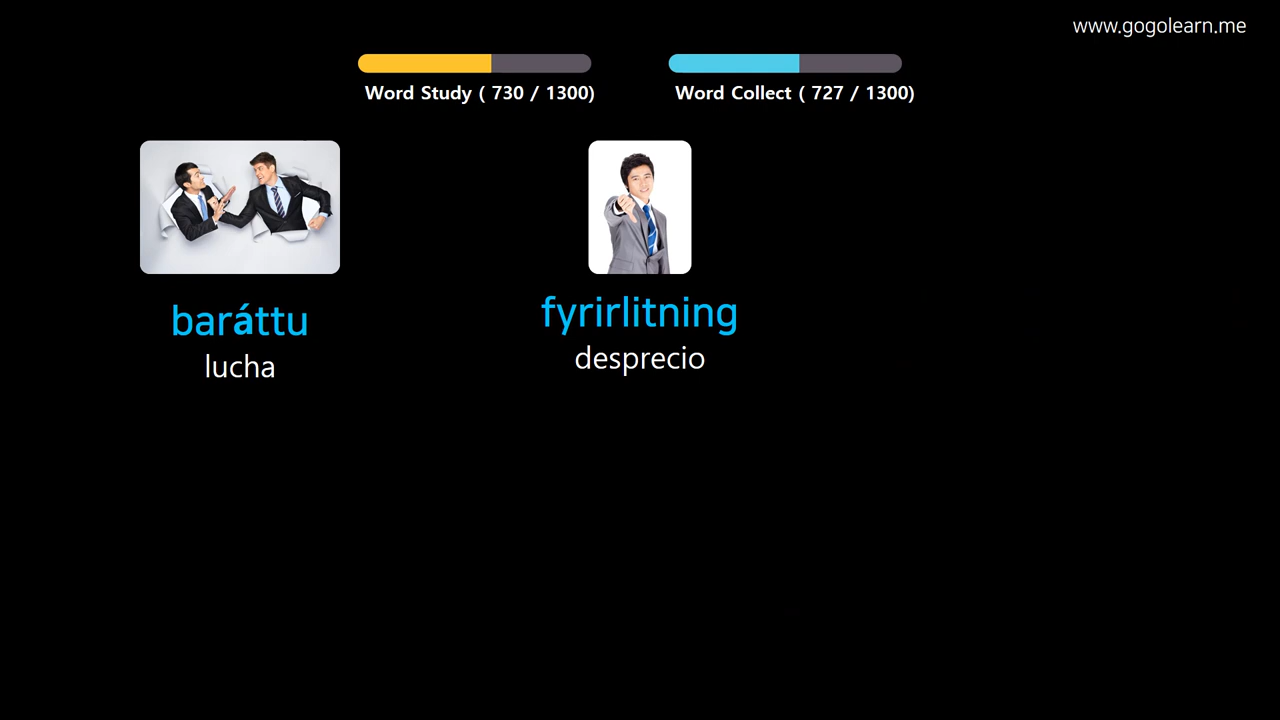 www.gogolearn.me
Word Study ( 730 / 1300)
Word Collect ( 727 / 1300)
baráttu
lucha
fyrirlitning
desprecio